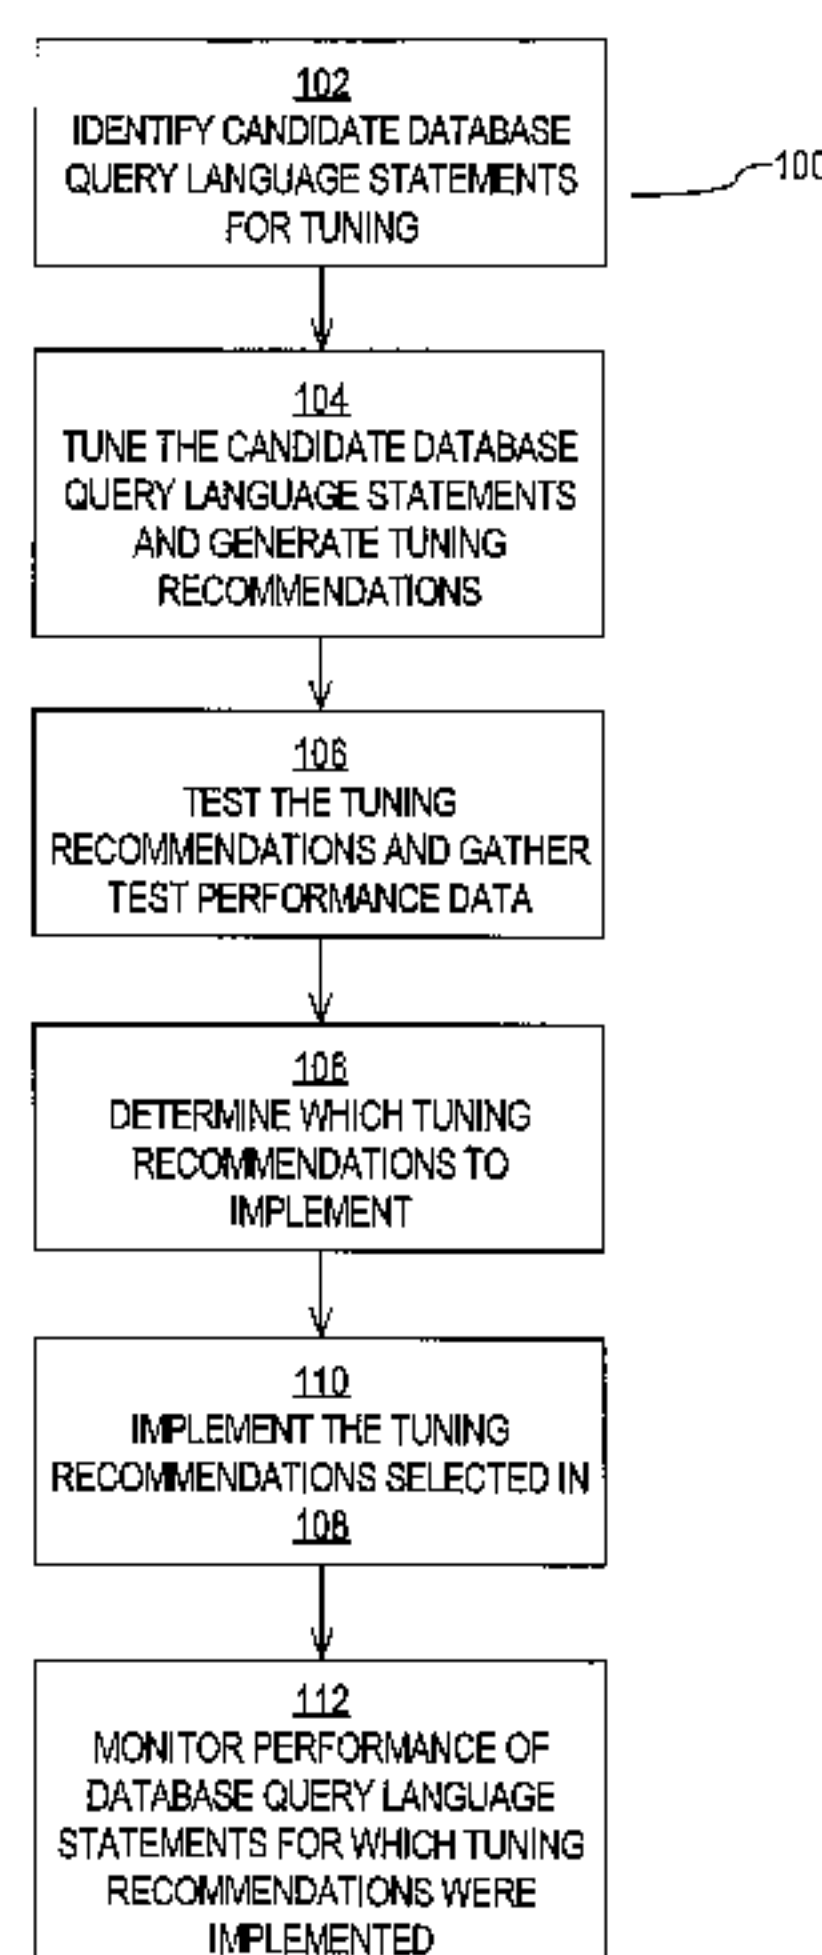 102
IDENTIFY CANDIDATE DATABASE
QUERY LANGUAGE STATEMENTS
FOR TUNING
100
104
TUNE THE CANDIDATE DATABASE
QUERY LANGUAGE STATEMENTS
AND GENERATE TUNING
RECOMMENDATIONS
106
TEST THE TUNING
RECOMMENDATIONS AND GATHER
TEST PERFORMANCE DATA
108
DETERMINE WHICH TUNING
RECOMMENDATIONS TO
IMPLEMENT
110
IMPLEMENT THE TUNING
RECOMMENDATIONS SELECTED IN
108
112
MONITOR PERFORMANCE OF
DATABASE QUERY LANGUAGE
STATEMENTS FOR WHICH TUNING
RECOMMENDATIONS WERE
IMPLEMENTED